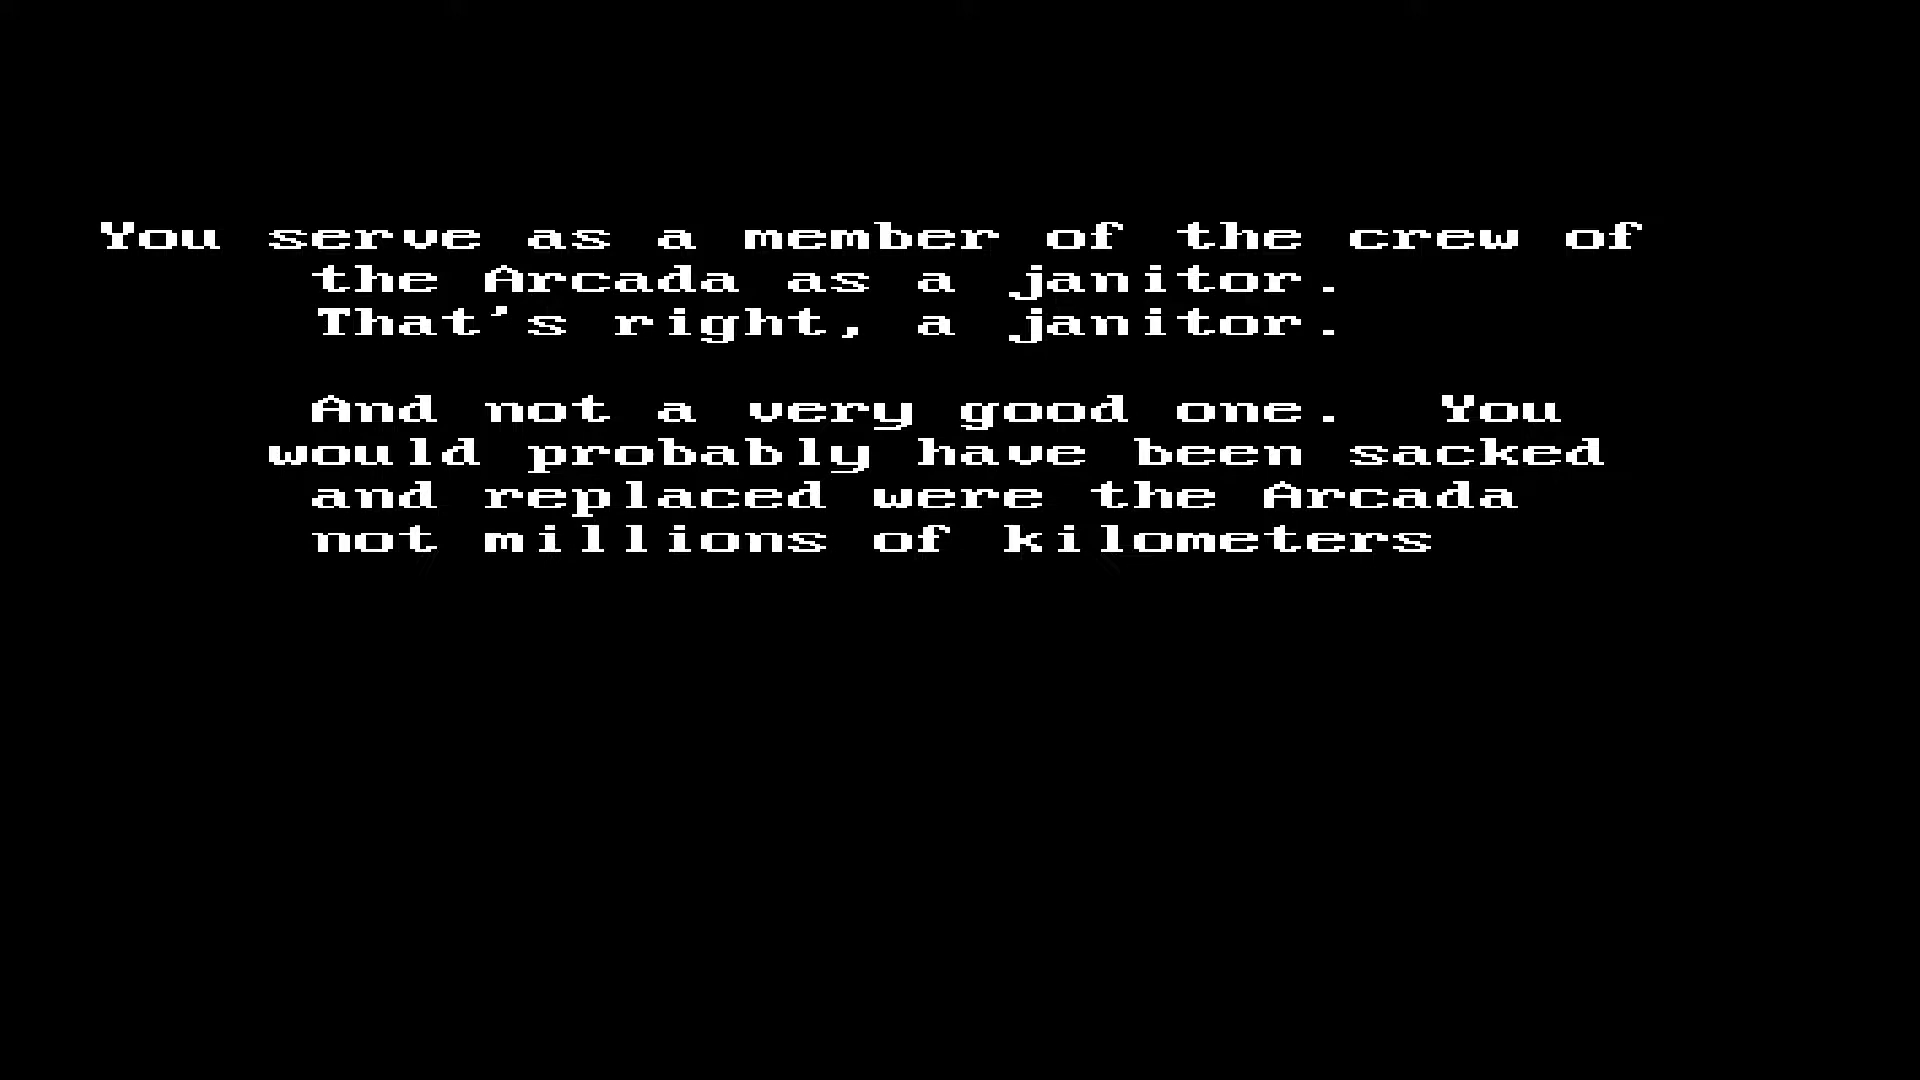 You serve as a member of the crew of
the Arcada as a janitor.
That's right, a janitor.
And not a very good one.  You
would probably have been sacked
and replaced were the Arcada
not millions of kilometers